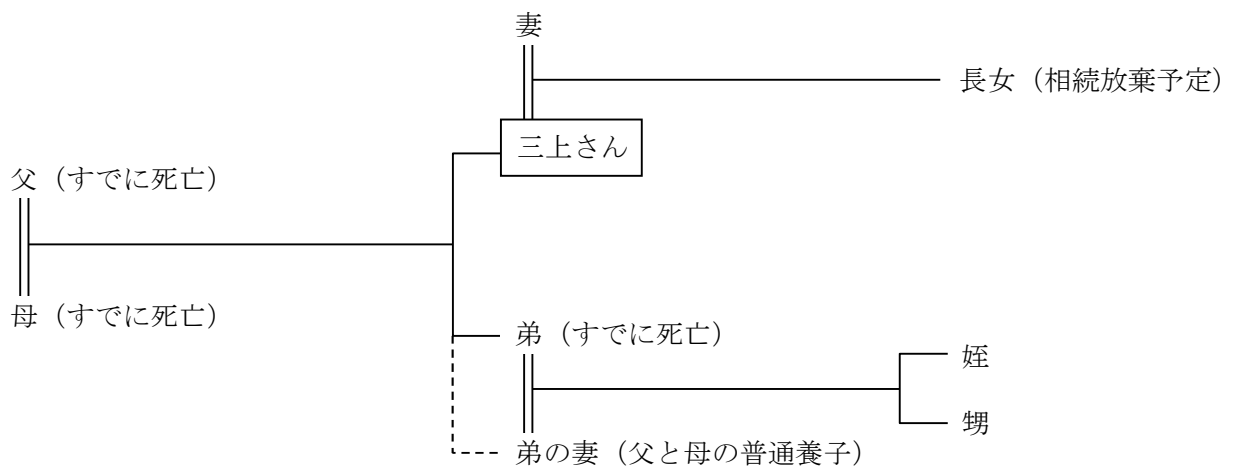 妻
長女（相続放棄予定）
三上さん
父（すでに死亡）
母（すでに死亡）
弟（すでに死亡）
姪
甥
弟の妻（父と母の普通養子）